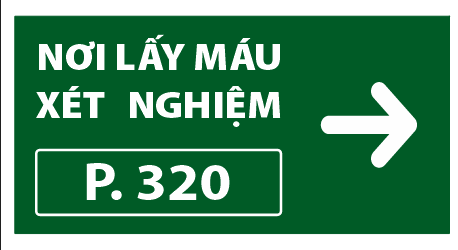 NƠI LẤY MÁU
XÉT NGHIỆM
P. 320